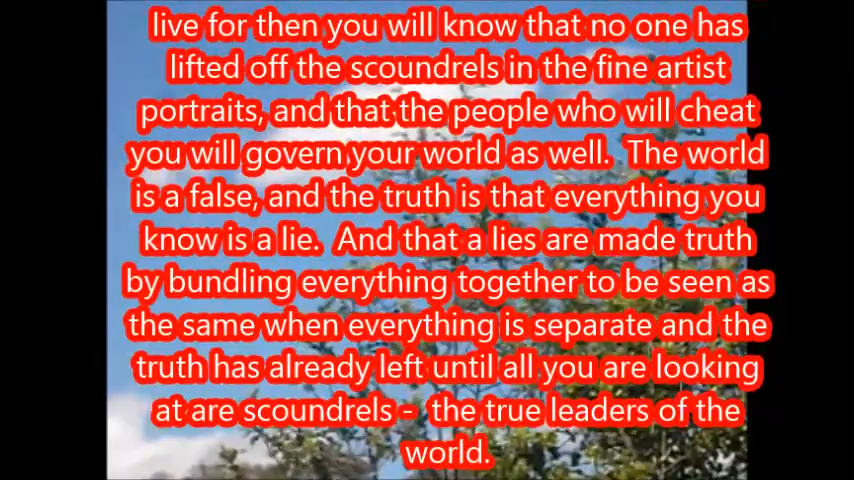 live for then you will know that no one has
lifted off the scoundrels in the fine artist
portraits, and that the people who will cheat
you will govern your world as well.  The world
is a false, and the truth is that everything you
know is a lie.  And that a lies are made truth
by bundling everything together to be seen as
the same when everything is separate and the
truth has already left until all you are looking
at are scoundrels -  the true leaders of the
world.